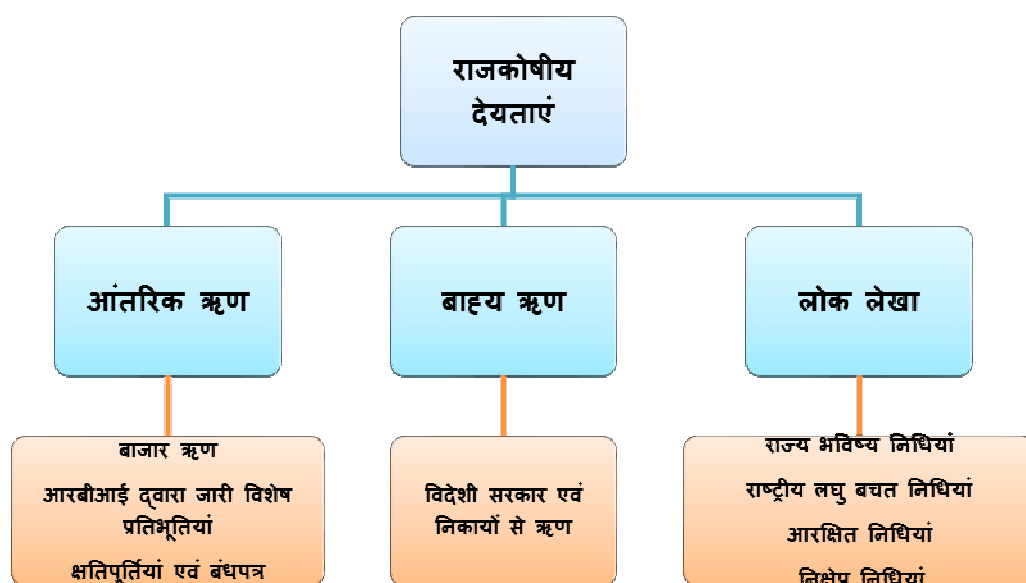 राजकोषीय
देयताएं
आंतरिक ऋण
बाह्य ऋण
लोक लेखा
बाजार ऋण
आरबीआई द्वारा जारी विशेष
प्रतिभूतियां
क्षतिपूर्तियां एवं बंधपत्र
विदेशी सरकार एवं
निकायों से ऋण
राज्य भविष्य निधियां
राष्ट्रीय लघु बचत निधियां
आरक्षित निधियां
निक्षेप निधियां